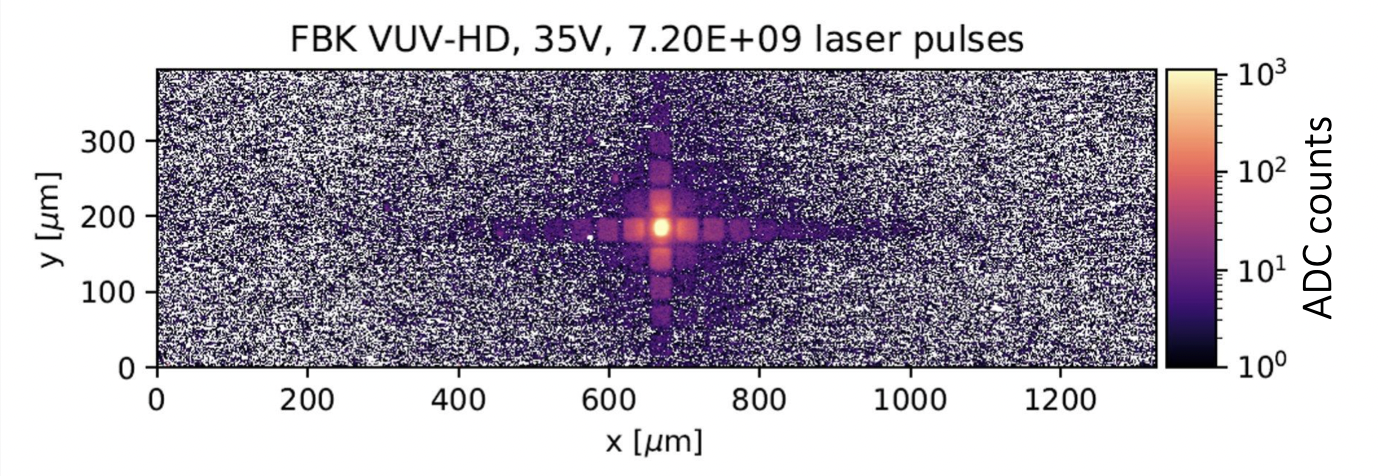 FBK VUV-HD, 35V, 7.20E+09 laser pulses
y [μm]
300
200
100
0
0 200 400 600 800 1000 1200
x [μm]
10³
10²
10¹
10⁰
ADC counts